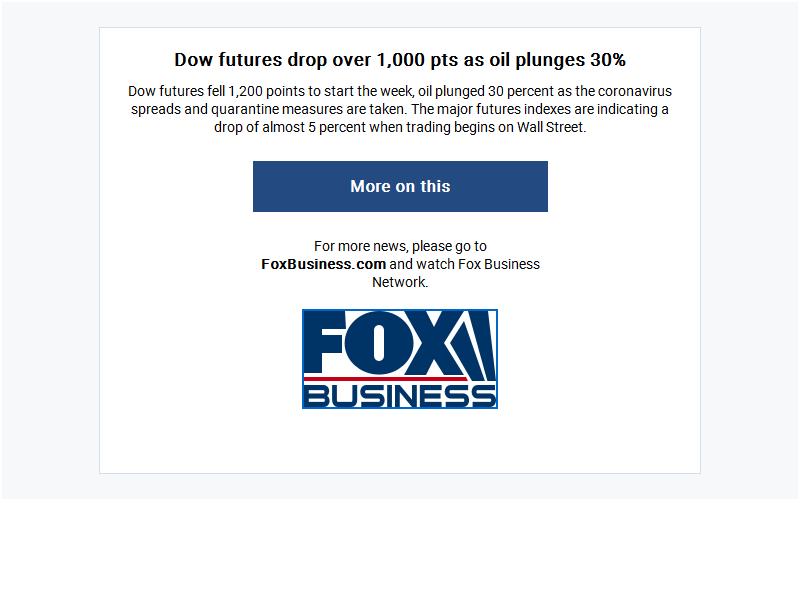 Dow futures drop over 1,000 pts as oil plunges 30%
Dow futures fell 1,200 points to start the week, oil plunged 30 percent as the coronavirus
spreads and quarantine measures are taken. The major futures indexes are indicating a
drop of almost 5 percent when trading begins on Wall Street.
More on this
For more news, please go to
FoxBusiness.com and watch Fox Business
Network.
FOX
BUSINESS